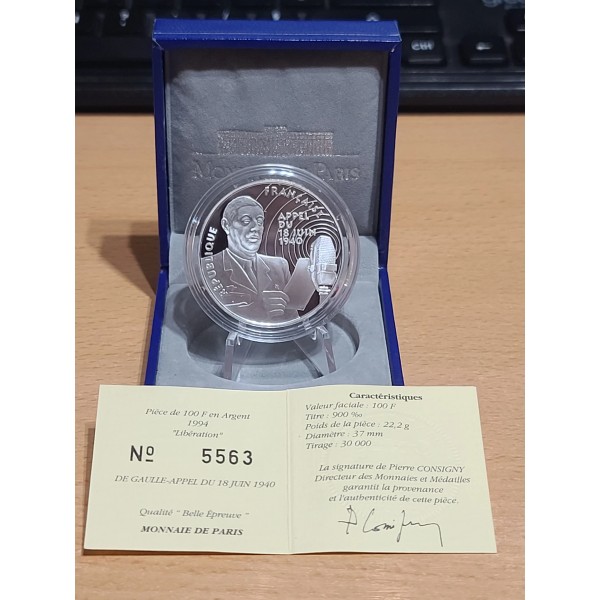 Ctrl
MONNAIE DE PARIS
RÉPUBLIQUE
FRANÇAISE
APPEL
DU
18 JUIN
1940
Pièce de 100 F en Argent
1994
"Libération"
Nº 5563
DE GAULLE-APPEL DU 18 JUIN 1940
Qualité " Belle Epreuve "
MONNAIE DE PARIS
Caractéristiques
Valeur faciale : 100 F
Titre : 900 ‰
Poids de la pièce : 22,2 g
Diamètre : 37 mm
Tirage : 30 000
La signature de Pierre CONSIGNY
Directeur des Monnaies et Médailles
garantit la provenance
et l'authenticité de cette pièce.